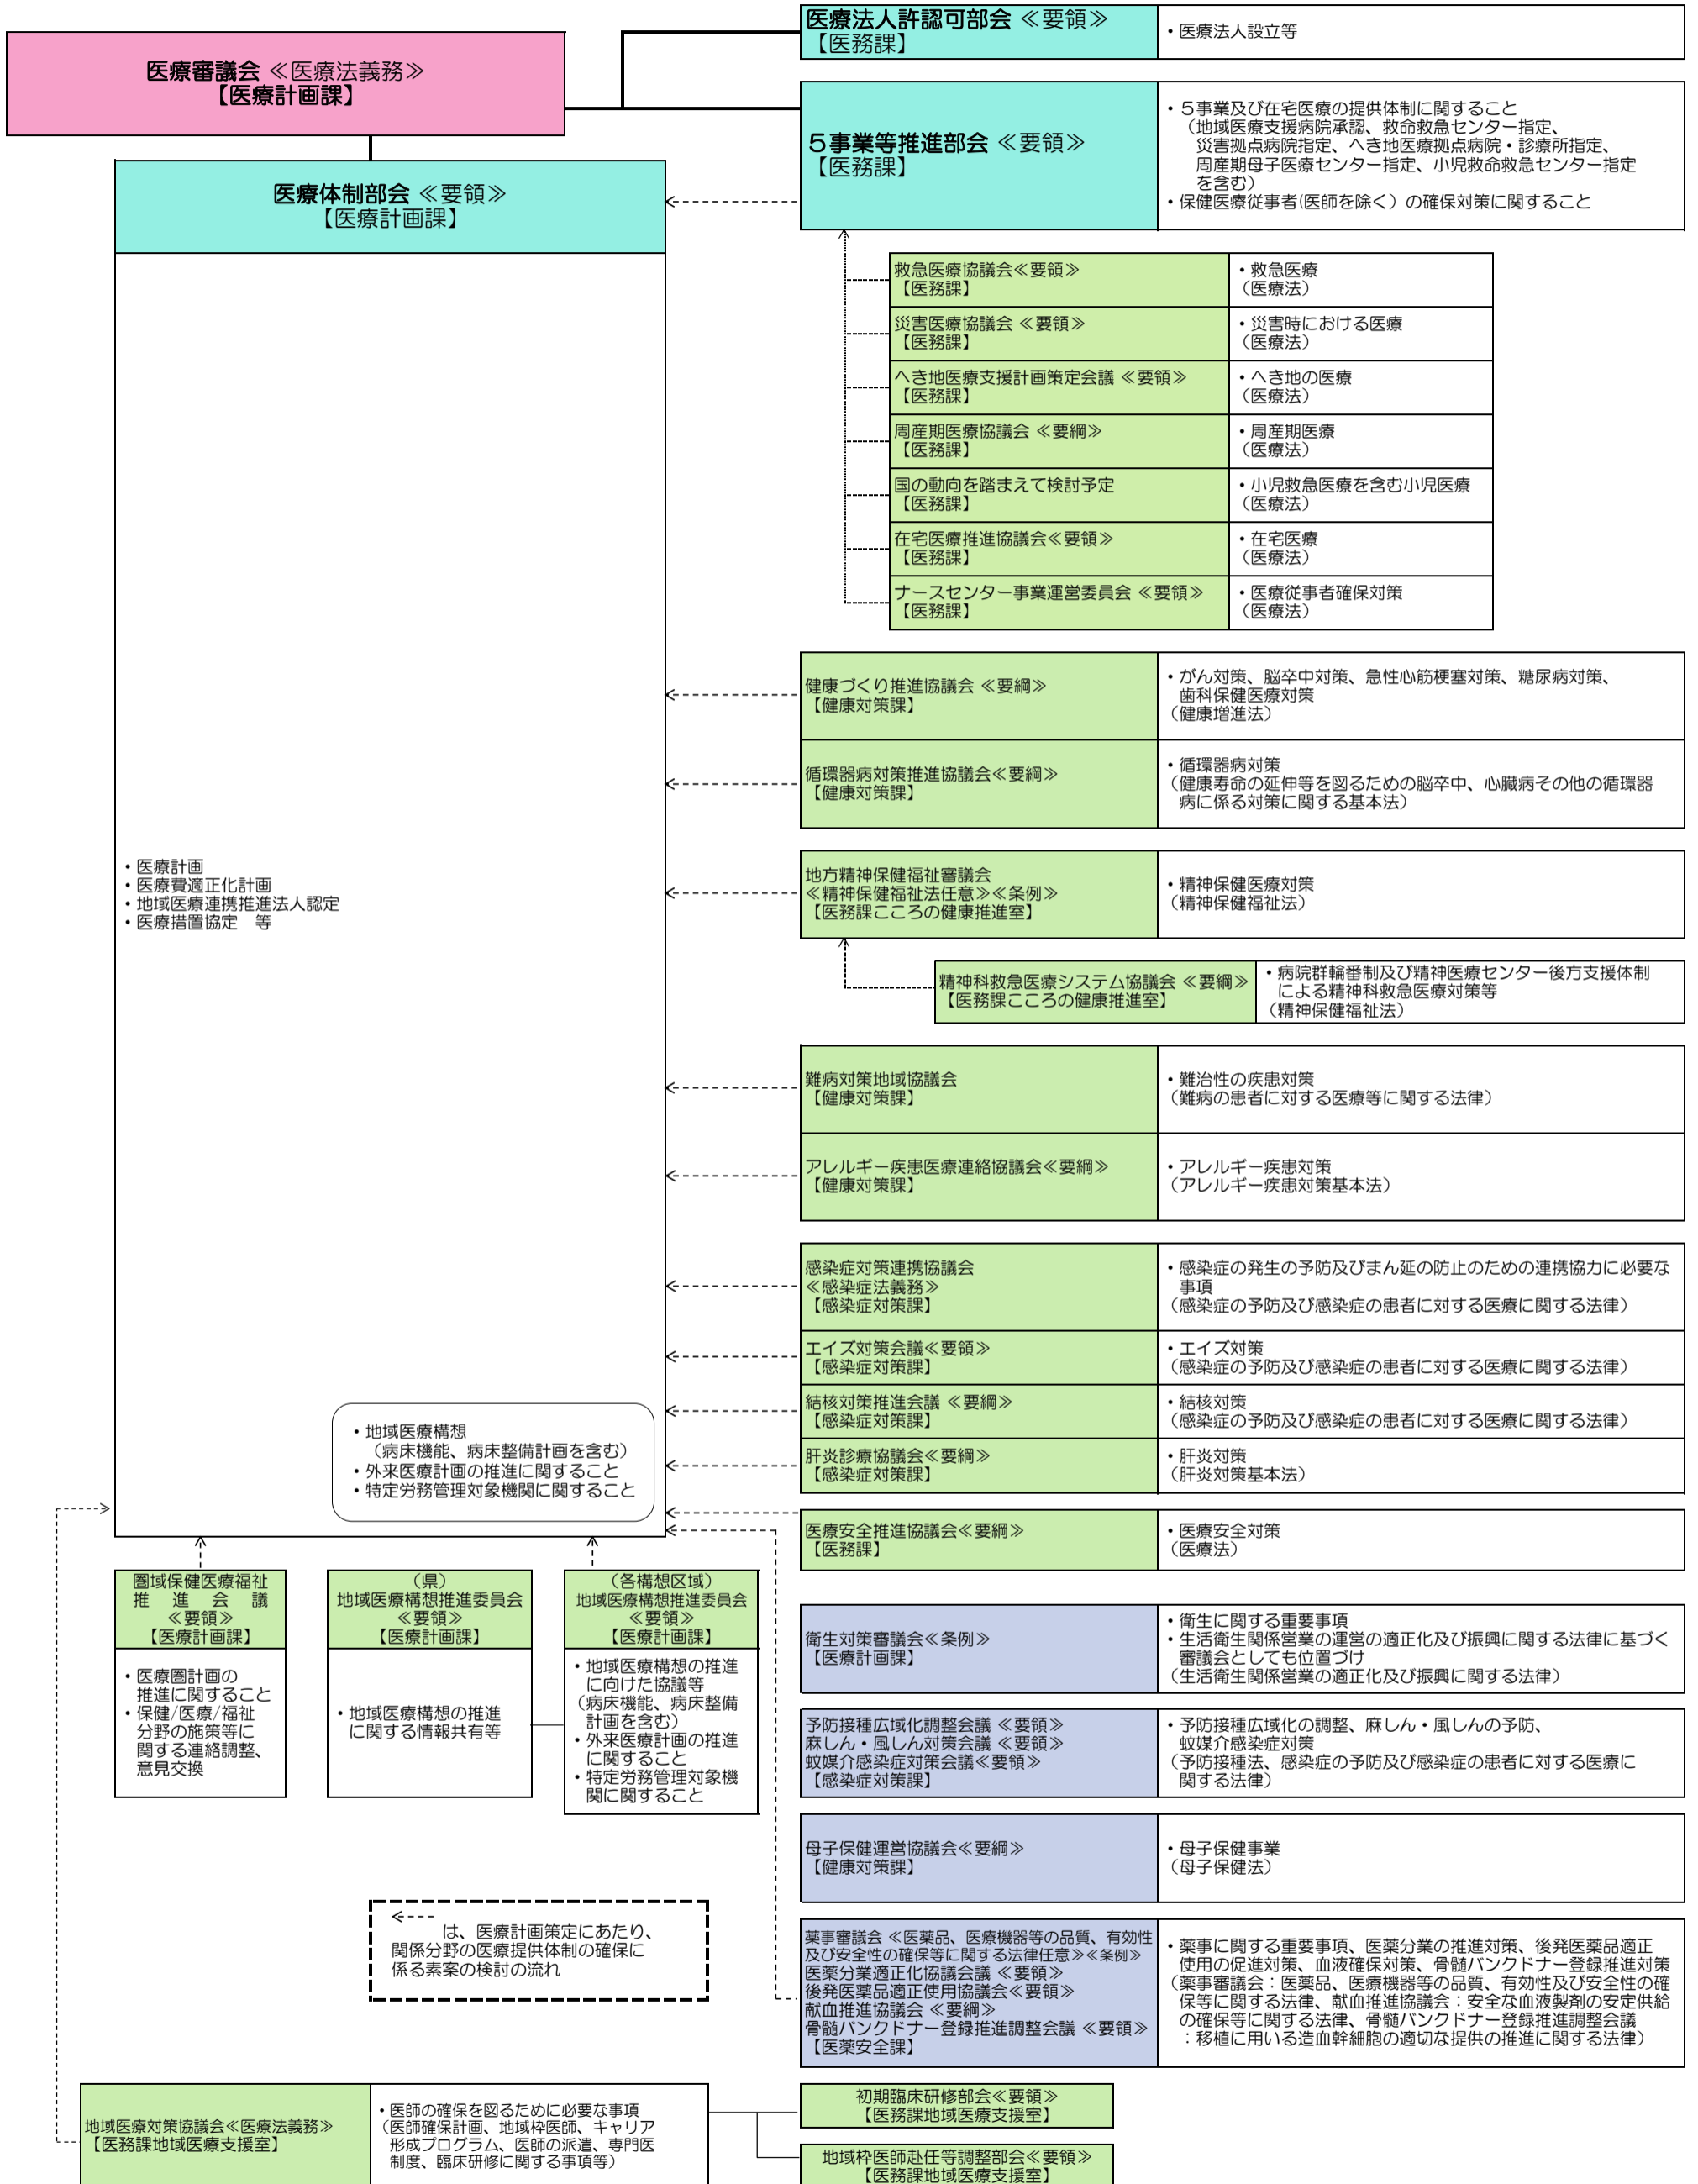 医療審議会 ≪医療法義務≫
【医療計画課】
医療法人許認可部会 ≪要領≫
【医務課】
・医療法人設立等
5事業等推進部会 ≪要領≫
【医務課】
・5事業及び在宅医療の提供体制に関すること
（地域医療支援病院承認、救命救急センター指定、
災害拠点病院指定、へき地医療拠点病院・診療所指定、
周産期母子医療センター指定、小児救命救急センター指定
を含む）
・保健医療従事者(医師を除く）の確保対策に関すること
医療体制部会 ≪要領≫
【医療計画課】
救急医療協議会≪要領≫
【医務課】
・救急医療
（医療法）
災害医療協議会 ≪要領≫
【医務課】
・災害時における医療
（医療法）
へき地医療支援計画策定会議 ≪要領≫
【医務課】
・へき地の医療
（医療法）
周産期医療協議会 ≪要綱≫
【医務課】
・周産期医療
（医療法）
国の動向を踏まえて検討予定
【医務課】
・小児救急医療を含む小児医療
（医療法）
在宅医療推進協議会≪要領≫
【医務課】
・在宅医療
（医療法）
ナースセンター事業運営委員会 ≪要領≫
【医務課】
・医療従事者確保対策
（医療法）
健康づくり推進協議会 ≪要綱≫
【健康対策課】
・がん対策、脳卒中対策、急性心筋梗塞対策、糖尿病対策、
歯科保健医療対策
（健康増進法）
循環器病対策推進協議会≪要綱≫
【健康対策課】
・循環器病対策
（健康寿命の延伸等を図るための脳卒中、心臓病その他の循環器
病に係る対策に関する基本法）
・医療計画
・医療費適正化計画
・地域医療連携推進法人認定
・医療措置協定　等
地方精神保健福祉審議会
≪精神保健福祉法任意≫≪条例≫
【医務課こころの健康推進室】
・精神保健医療対策
（精神保健福祉法）
精神科救急医療システム協議会 ≪要綱≫
【医務課こころの健康推進室】
・病院群輪番制及び精神医療センター後方支援体制
による精神科救急医療対策等
（精神保健福祉法）
難病対策地域協議会
【健康対策課】
・難治性の疾患対策
（難病の患者に対する医療等に関する法律）
アレルギー疾患医療連絡協議会≪要綱≫
【健康対策課】
・アレルギー疾患対策
（アレルギー疾患対策基本法）
感染症対策連携協議会
≪感染症法義務≫
【感染症対策課】
・感染症の発生の予防及びまん延の防止のための連携協力に必要な
事項
（感染症の予防及び感染症の患者に対する医療に関する法律）
エイズ対策会議≪要領≫
【感染症対策課】
・エイズ対策
（感染症の予防及び感染症の患者に対する医療に関する法律）
結核対策推進会議 ≪要綱≫
【感染症対策課】
・結核対策
（感染症の予防及び感染症の患者に対する医療に関する法律）
肝炎診療協議会≪要綱≫
【感染症対策課】
・肝炎対策
（肝炎対策基本法）
・地域医療構想
（病床機能、病床整備計画を含む）
・外来医療計画の推進に関すること
・特定労務管理対象機関に関すること
医療安全推進協議会≪要綱≫
【医務課】
・医療安全対策
（医療法）
圏域保健医療福祉
推　進　会　議
≪要領≫
【医療計画課】
・医療圏計画の
推進に関すること
・保健/医療/福祉
分野の施策等に
関する連絡調整、
意見交換
（県）
地域医療構想推進委員会
≪要領≫
【医療計画課】
・地域医療構想の推進
に関する情報共有等
（各構想区域）
地域医療構想推進委員会
≪要領≫
【医療計画課】
・地域医療構想の推進
に向けた協議等
（病床機能、病床整備
計画を含む）
・外来医療計画の推進
に関すること
・特定労務管理対象機
関に関すること
衛生対策審議会≪条例≫
【医療計画課】
・衛生に関する重要事項
・生活衛生関係営業の運営の適正化及び振興に関する法律に基づく
審議会としても位置づけ
（生活衛生関係営業の適正化及び振興に関する法律）
予防接種広域化調整会議 ≪要領≫
麻しん・風しん対策会議 ≪要領≫
蚊媒介感染症対策会議≪要領≫
【感染症対策課】
・予防接種広域化の調整、麻しん・風しんの予防、
蚊媒介感染症対策
（予防接種法、感染症の予防及び感染症の患者に対する医療に
関する法律）
母子保健運営協議会≪要綱≫
【健康対策課】
・母子保健事業
（母子保健法）
は、医療計画策定にあたり、
関係分野の医療提供体制の確保に
係る素案の検討の流れ
薬事審議会 ≪医薬品、医療機器等の品質、有効性
及び安全性の確保等に関する法律任意≫≪条例≫
医薬分業適正化協議会議 ≪要領≫
後発医薬品適正使用協議会≪要領≫
献血推進協議会 ≪要綱≫
骨髄バンクドナー登録推進調整会議 ≪要領≫
【医薬安全課】
・薬事に関する重要事項、医薬分業の推進対策、後発医薬品適正
使用の促進対策、血液確保対策、骨髄バンクドナー登録推進対策
（薬事審議会：医薬品、医療機器等の品質、有効性及び安全性の確
保等に関する法律、献血推進協議会：安全な血液製剤の安定供給
の確保等に関する法律、骨髄バンクドナー登録推進調整会議
：移植に用いる造血幹細胞の適切な提供の推進に関する法律）
地域医療対策協議会≪医療法義務≫
【医務課地域医療支援室】
・医師の確保を図るために必要な事項
（医師確保計画、地域枠医師、キャリア
形成プログラム、医師の派遣、専門医
制度、臨床研修に関する事項等）
初期臨床研修部会≪要領≫
【医務課地域医療支援室】
地域枠医師赴任等調整部会≪要領≫
【医務課地域医療支援室】